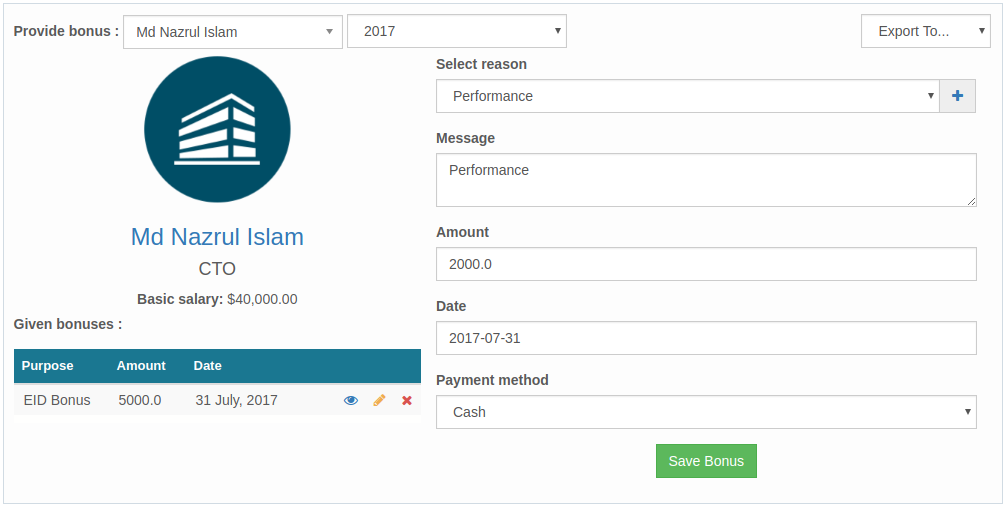 Provide bonus : Md Nazrul Islam 2017 Export To...
Md Nazrul Islam
CTO
Basic salary: $40,000.00
Given bonuses :
Purpose Amount Date
EID Bonus 5000.0 31 July, 2017
Select reason
Performance
Message
Performance
Amount
2000.0
Date
2017-07-31
Payment method
Cash
Save Bonus